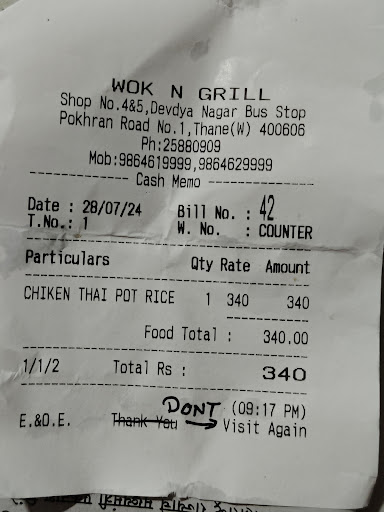 WOK N GRILL
Shop No.4&5,Devdya Nagar Bus Stop
Pokhran Road No.1,Thane(W) 400606
Ph:25880909
Mob:9864619999,9864629999
Cash Memo
Date : 28/07/24 Bill No. : 42
T.No.: 1 W. No. : COUNTER
Particulars Qty Rate Amount
CHIKEN THAI POT RICE 1 340 340
Food Total : 340.00
1/1/2 Total Rs : 340
DONT (09:17 PM)
E.&O.E. Thank You → Visit Again